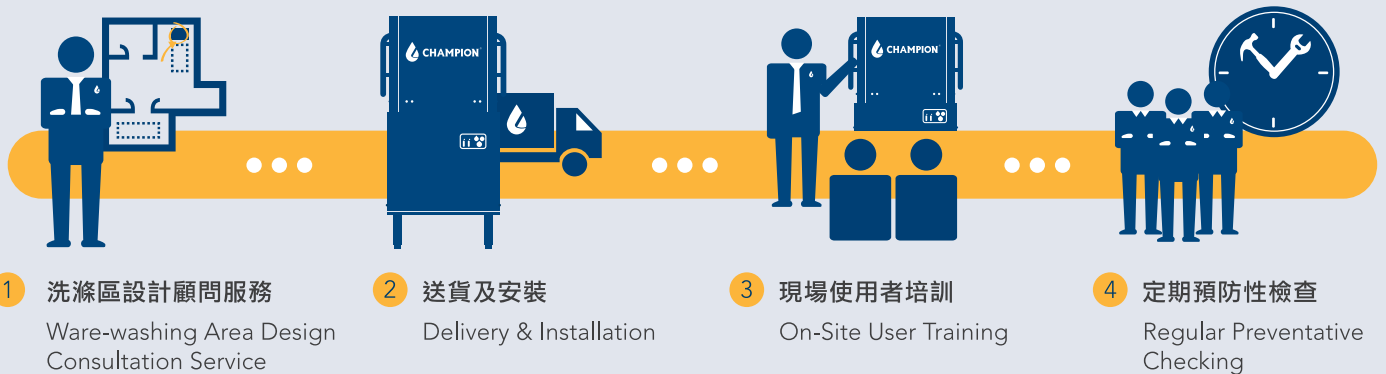 CHAMPION
CHAMPION
1 洗滌區設計顧問服務
Ware-washing Area Design
Consultation Service
2 送貨及安裝
Delivery & Installation
3 現場使用者培訓
On-Site User Training
4 定期預防性檢查
Regular Preventative
Checking